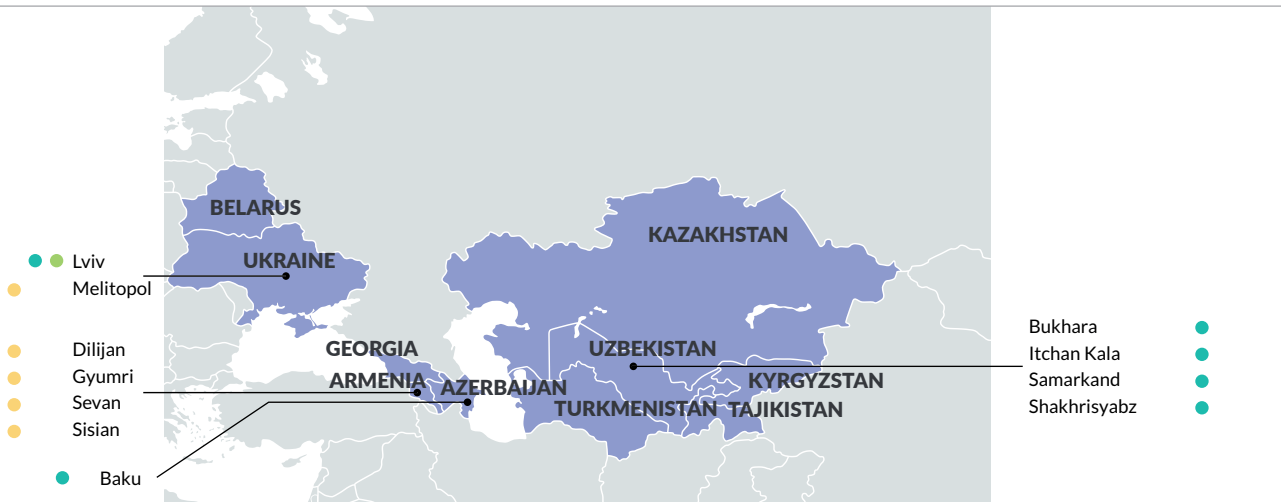 BELARUS
KAZAKHSTAN
UKRAINE
Lviv
Melitopol
GEORGIA
UZBEKISTAN
ARMENIA
AZERBAIJAN
KYRGYZSTAN
TURKMENISTAN
TAJIKISTAN
Dilijan
Gyumri
Sevan
Sisian
Baku
Bukhara
Itchan Kala
Samarkand
Shakhrisyabz